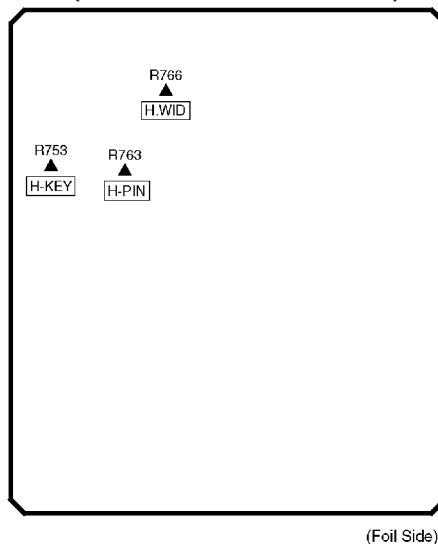 R766
H.WID
R753
R763
H-KEY
H-PIN
(Foil Side)